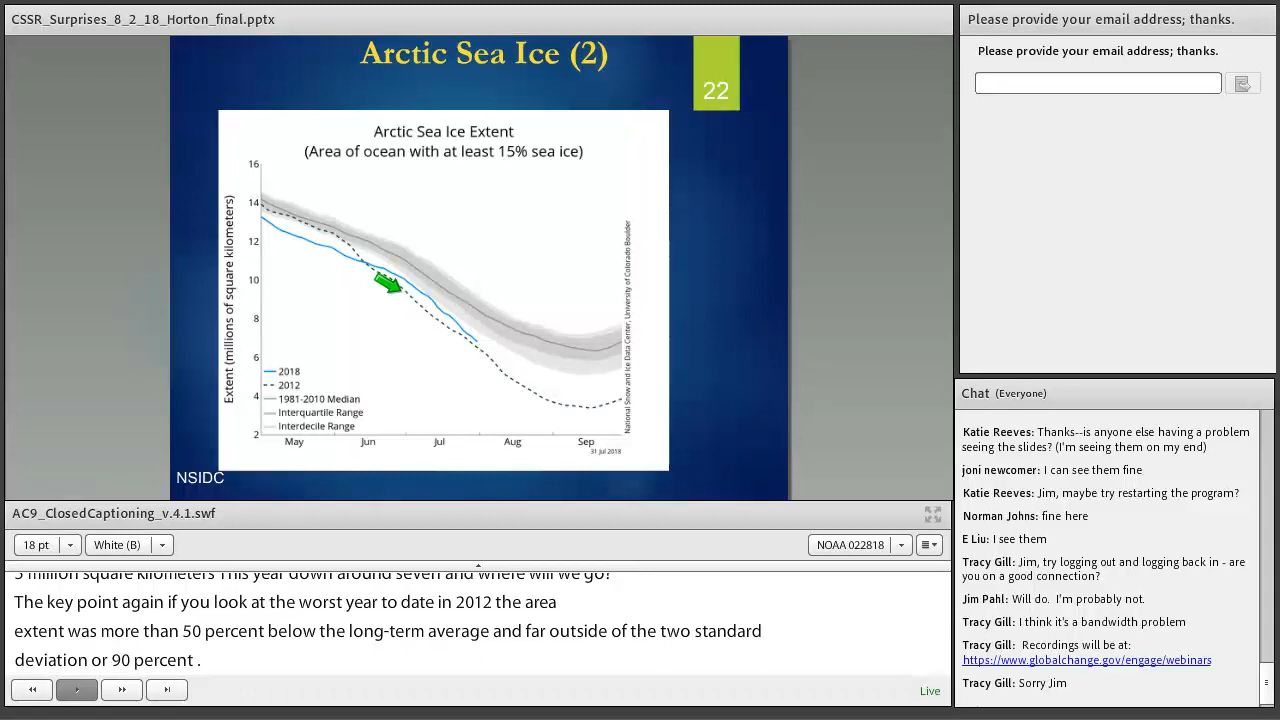 CSSR_Surprises_8_2_18_Horton_final.pptx
Arctic Sea Ice (2)
22
Arctic Sea Ice Extent
(Area of ocean with at least 15% sea ice)
Extent (millions of square kilometers)
16
14
12
10
8
6
4
2
2018
2012
1981-2010 Median
Interquartile Range
Interdecile Range
May Jun Jul Aug Sep
31 Jul 2018
National Snow and Ice Data Center, University of Colorado Boulder
NSIDC
AC9_ClosedCaptioning_v.4.1.swf
18 pt White (B) NOAA 022818
5 million square kilometers This year down around seven and where will we go?
The key point again if you look at the worst year to date in 2012 the area
extent was more than 50 percent below the long-term average and far outside of the two standard
deviation or 90 percent .
Live
Please provide your email address; thanks.
Please provide your email address; thanks.
Chat (Everyone)
Katie Reeves: Thanks--is anyone else having a problem
seeing the slides? (I'm seeing them on my end)
joni newcomer: I can see them fine
Katie Reeves: Jim, maybe try restarting the program?
Norman Johns: fine here
E Liu: I see them
Tracy Gill: Jim, try logging out and logging back in - are
you on a good connection?
Jim Pahl: Will do. I'm probably not.
Tracy Gill: I think it's a bandwidth problem
Tracy Gill: Recordings will be at:
https://www.globalchange.gov/engage/webinars
Tracy Gill: Sorry Jim